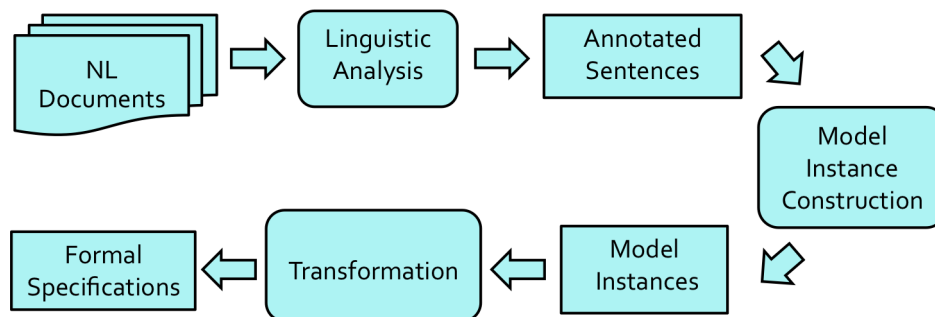 NL
Documents
Linguistic
Analysis
Annotated
Sentences
Model
Instance
Construction
Model
Instances
Transformation
Formal
Specifications